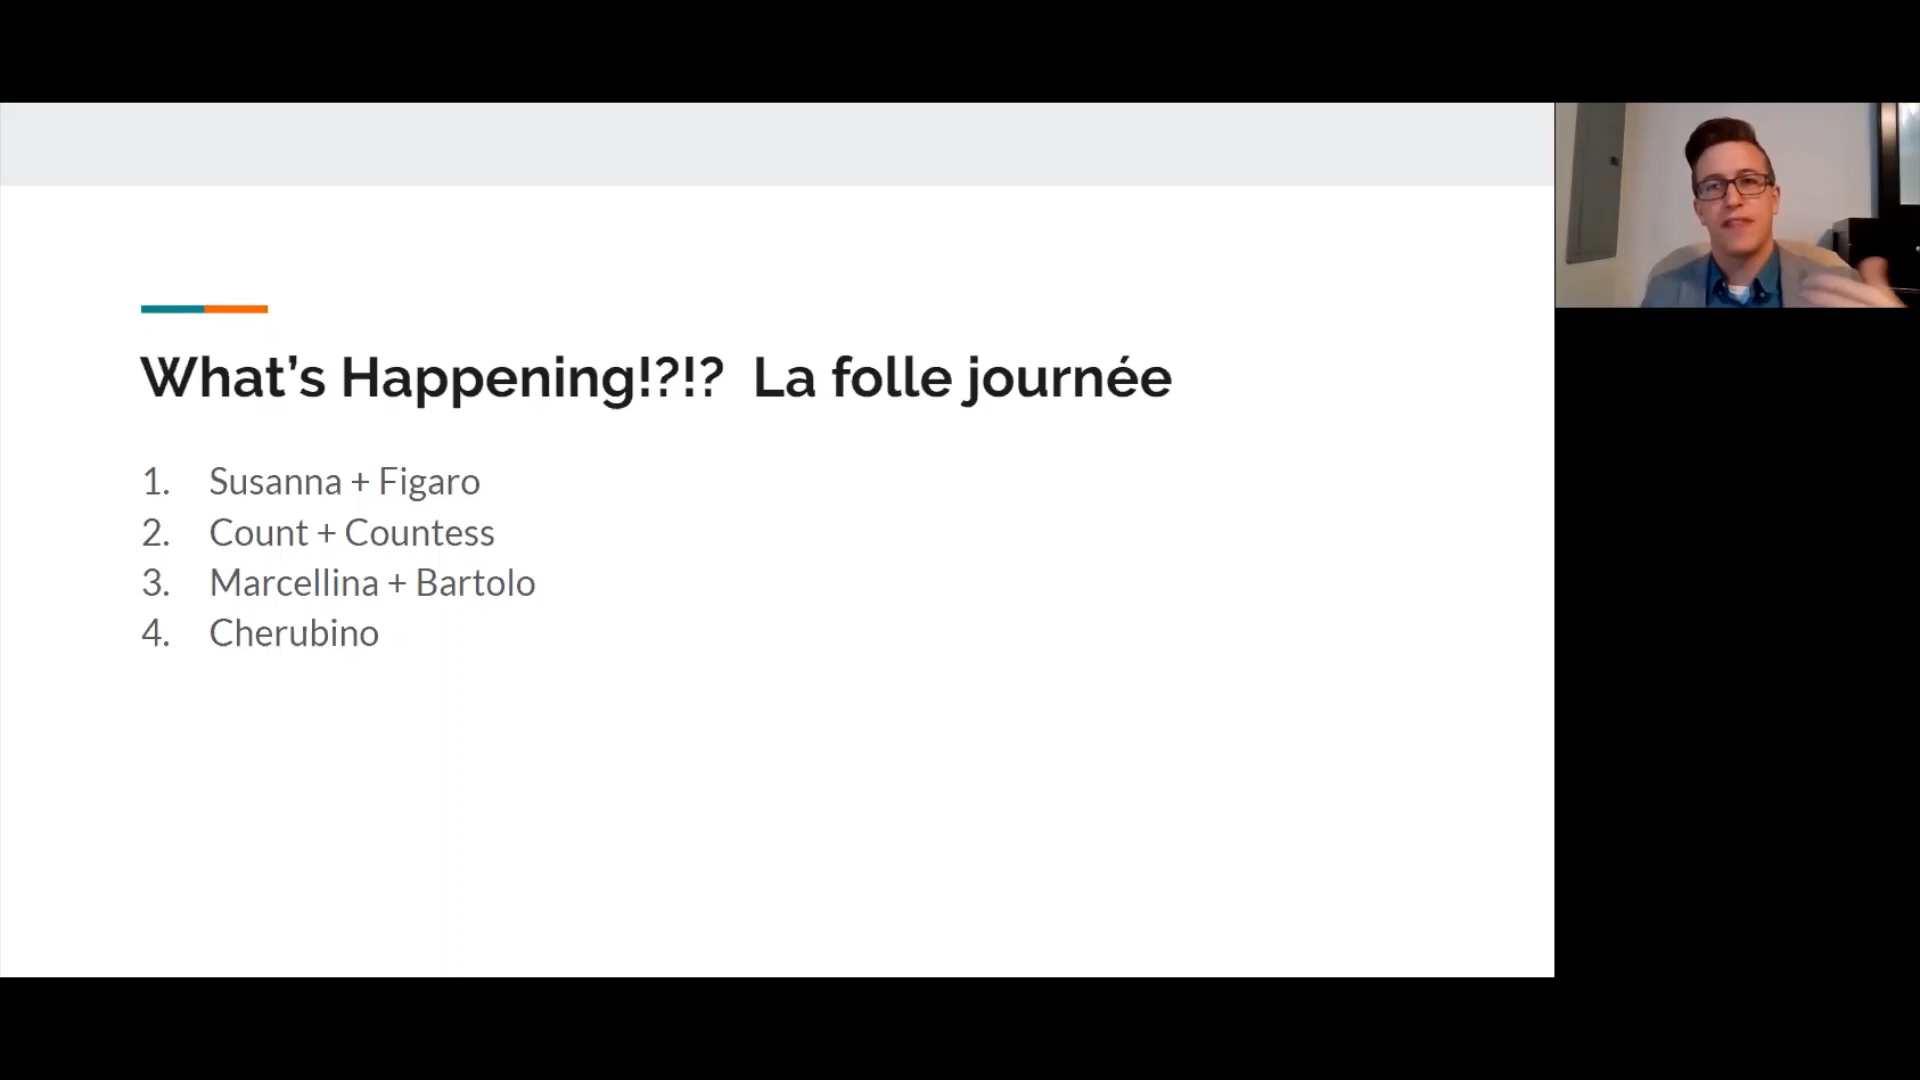 What’s Happening!?!?  La folle journée
1. Susanna + Figaro
2. Count + Countess
3. Marcellina + Bartolo
4. Cherubino